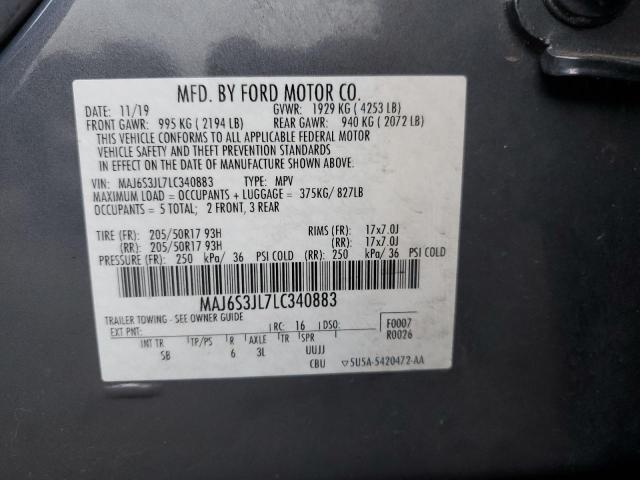 MFD. BY FORD MOTOR CO.
DATE: 11/19 GVWR: 1929 KG ( 4253 LB)
FRONT GAWR: 995 KG ( 2194 LB) REAR GAWR: 940 KG ( 2072 LB)
THIS VEHICLE CONFORMS TO ALL APPLICABLE FEDERAL MOTOR
VEHICLE SAFETY AND THEFT PREVENTION STANDARDS
IN EFFECT ON THE DATE OF MANUFACTURE SHOWN ABOVE.
VIN: MAJ6S3JL7LC340883 TYPE: MPV
MAXIMUM LOAD = OCCUPANTS + LUGGAGE = 375KG/ 827LB
OCCUPANTS = 5 TOTAL; 2 FRONT, 3 REAR
TIRE (FR): 205/50R17 93H RIMS (FR): 17x7.0J
(RR): 205/50R17 93H (RR): 17x7.0J
PRESSURE (FR): 250 kPa/ 36 PSI COLD (RR): 250 kPa/ 36 PSI COLD
MAJ6S3JL7LC340883
TRAILER TOWING - SEE OWNER GUIDE
EXT PNT: RC: 16 DSO: F0007
R0026
INT TR TP/PS R AXLE TR SPR
SB 6 3L UUJJ
CBU ▽5U5A-5420472-AA